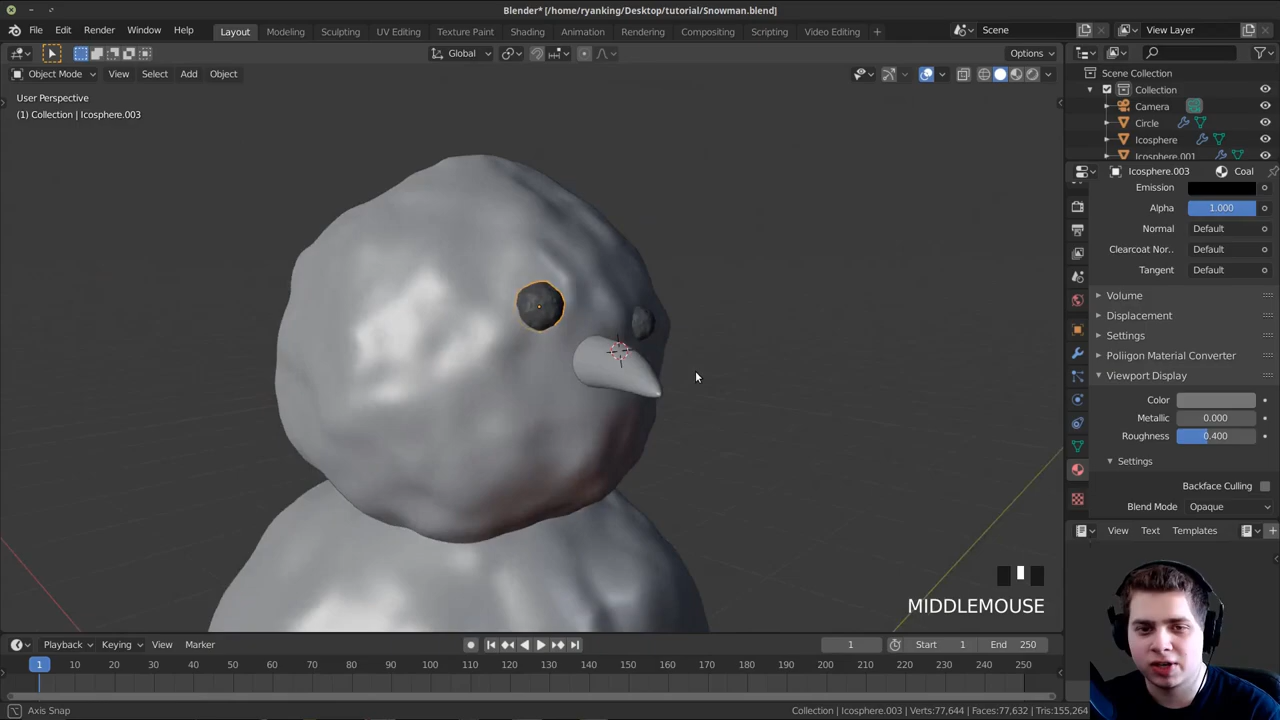 Blender* [/home/ryanking/Desktop/tutorial/Snowman.blend]
File Edit Render Window Help Layout Modeling Sculpting UV Editing Texture Paint Shading Animation Rendering Compositing Scripting Video Editing + Scene View Layer
Global Options
Object Mode View Select Add Object
User Perspective
(1) Collection | Icosphere.003
Scene Collection
Collection
Camera
Circle
Icosphere
Icosphere.001
Icosphere.003 Coal
Emission
Alpha 1.000
Normal Default
Clearcoat Nor.. Default
Tangent Default
Volume
Displacement
Settings
Poliigon Material Converter
Viewport Display
Color
Metallic 0.000
Roughness 0.400
Settings
Backface Culling
Blend Mode Opaque
View Text Templates
MIDDLEMOUSE
Playback Keying View Marker 1 Start 1 End 250
1 10 20 30 40 50 60 70 80 90 100 110 120 130 140 150 160 170 180 190 200 210 220 230 240 250
Axis Snap Collection | Icosphere.003 | Verts:77,644 | Faces:77,632 | Tris:155,264